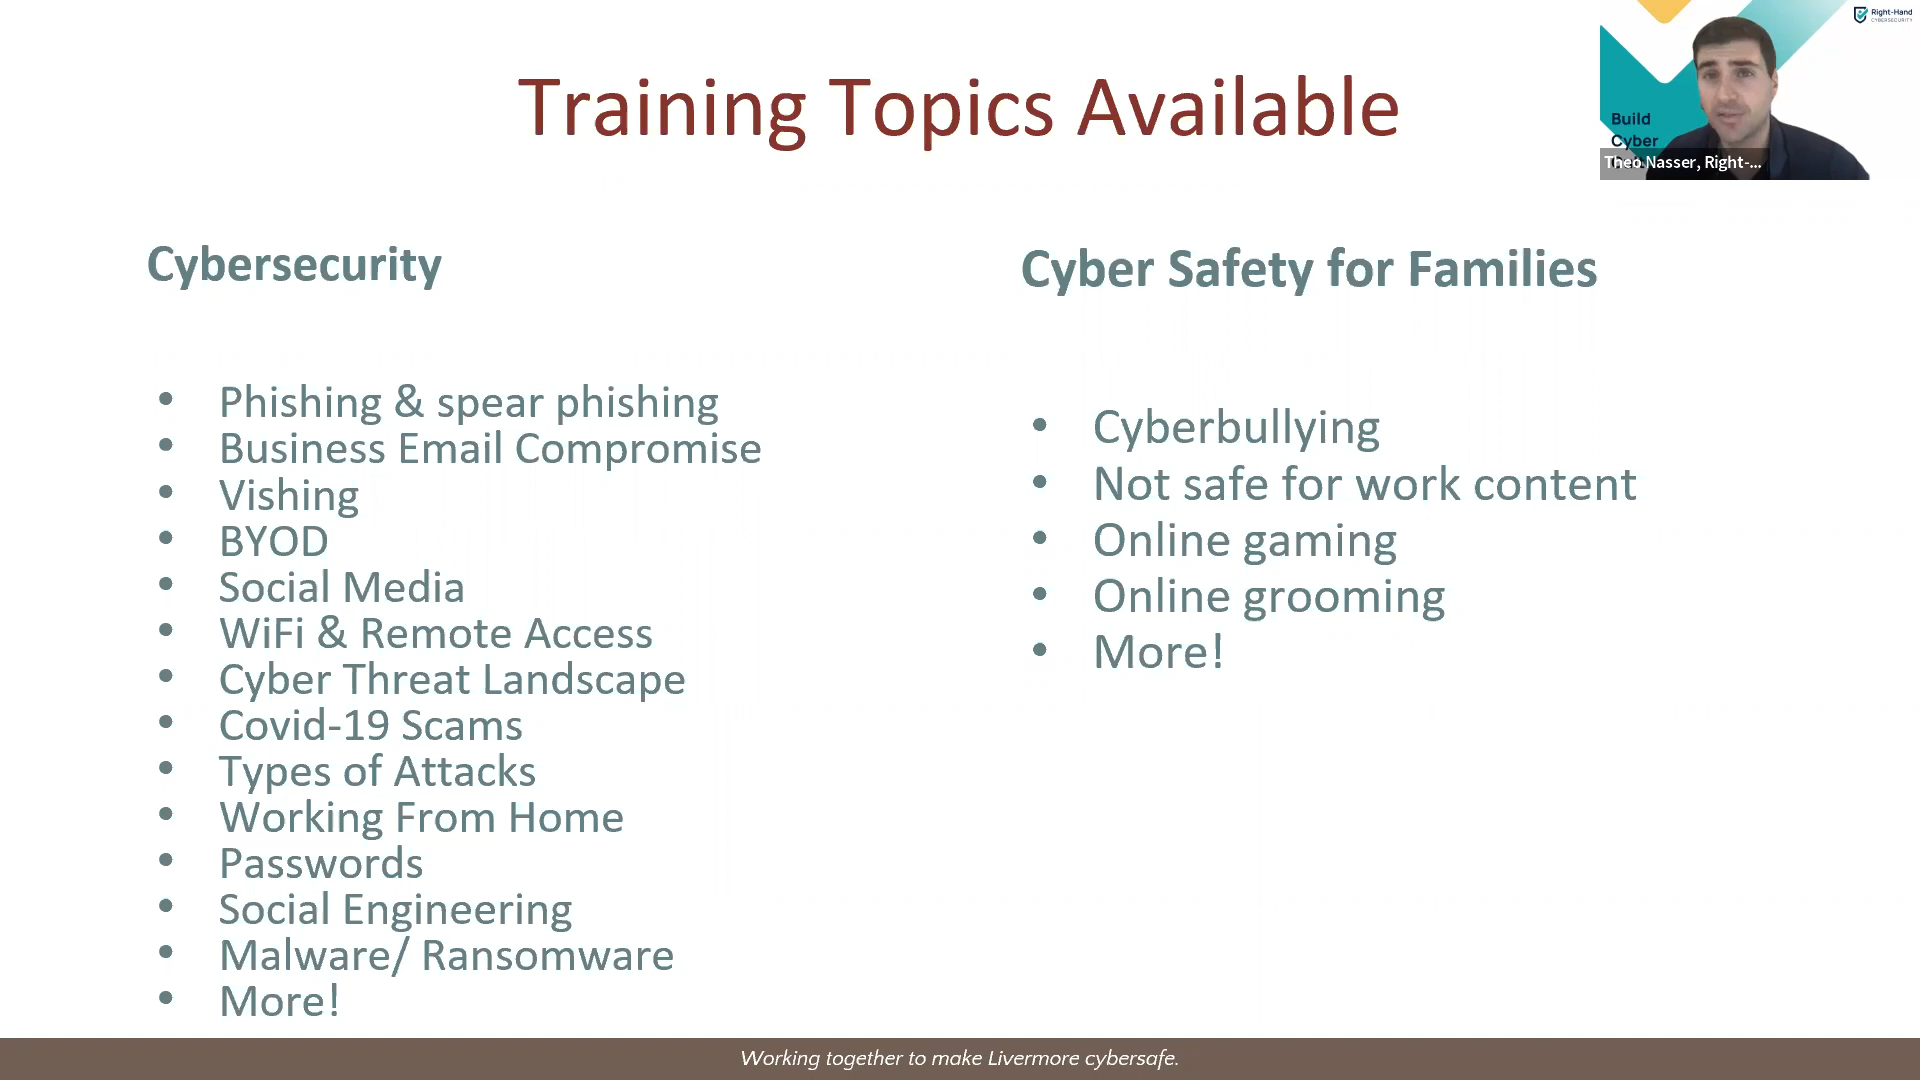 Training Topics Available
Right-Hand
CYBERSECURITY
Build
Cyber
Theo Nasser, Right-...
Cybersecurity
• Phishing & spear phishing
• Business Email Compromise
• Vishing
• BYOD
• Social Media
• WiFi & Remote Access
• Cyber Threat Landscape
• Covid-19 Scams
• Types of Attacks
• Working From Home
• Passwords
• Social Engineering
• Malware/ Ransomware
• More!
Cyber Safety for Families
• Cyberbullying
• Not safe for work content
• Online gaming
• Online grooming
• More!
Working together to make Livermore cybersafe.